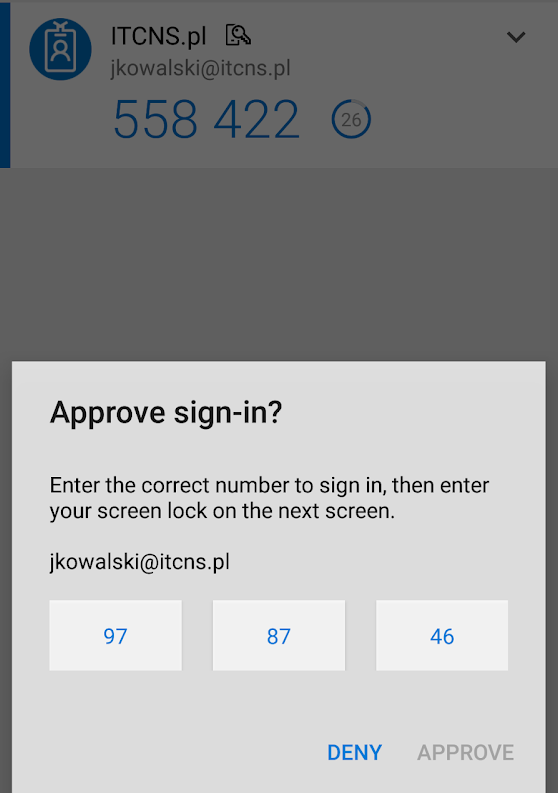 ITCNS.pl
jkowalski@itcns.pl
558 422 26
Approve sign-in?
Enter the correct number to sign in, then enter
your screen lock on the next screen.
jkowalski@itcns.pl
97 87 46
DENY APPROVE